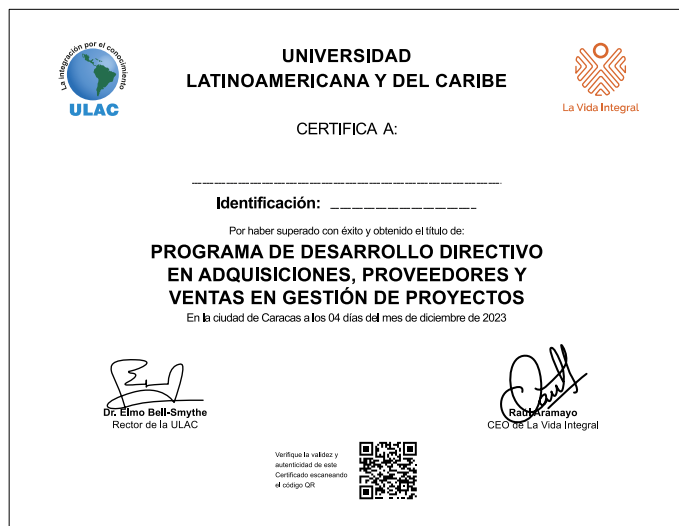 La integración por el conocimiento
ULAC
UNIVERSIDAD
LATINOAMERICANA Y DEL CARIBE
La Vida Integral
CERTIFICA A:
Identificación:
Por haber superado con éxito y obtenido el título de:
PROGRAMA DE DESARROLLO DIRECTIVO
EN ADQUISICIONES, PROVEEDORES Y
VENTAS EN GESTIÓN DE PROYECTOS
En la ciudad de Caracas a los 04 días del mes de diciembre de 2023
Dr. Elmo Bell-Smythe
Rector de la ULAC
Raúl Aramayo
CEO de La Vida Integral
Verifique la validez y
autenticidad de este
Certificado escaneando
el código QR